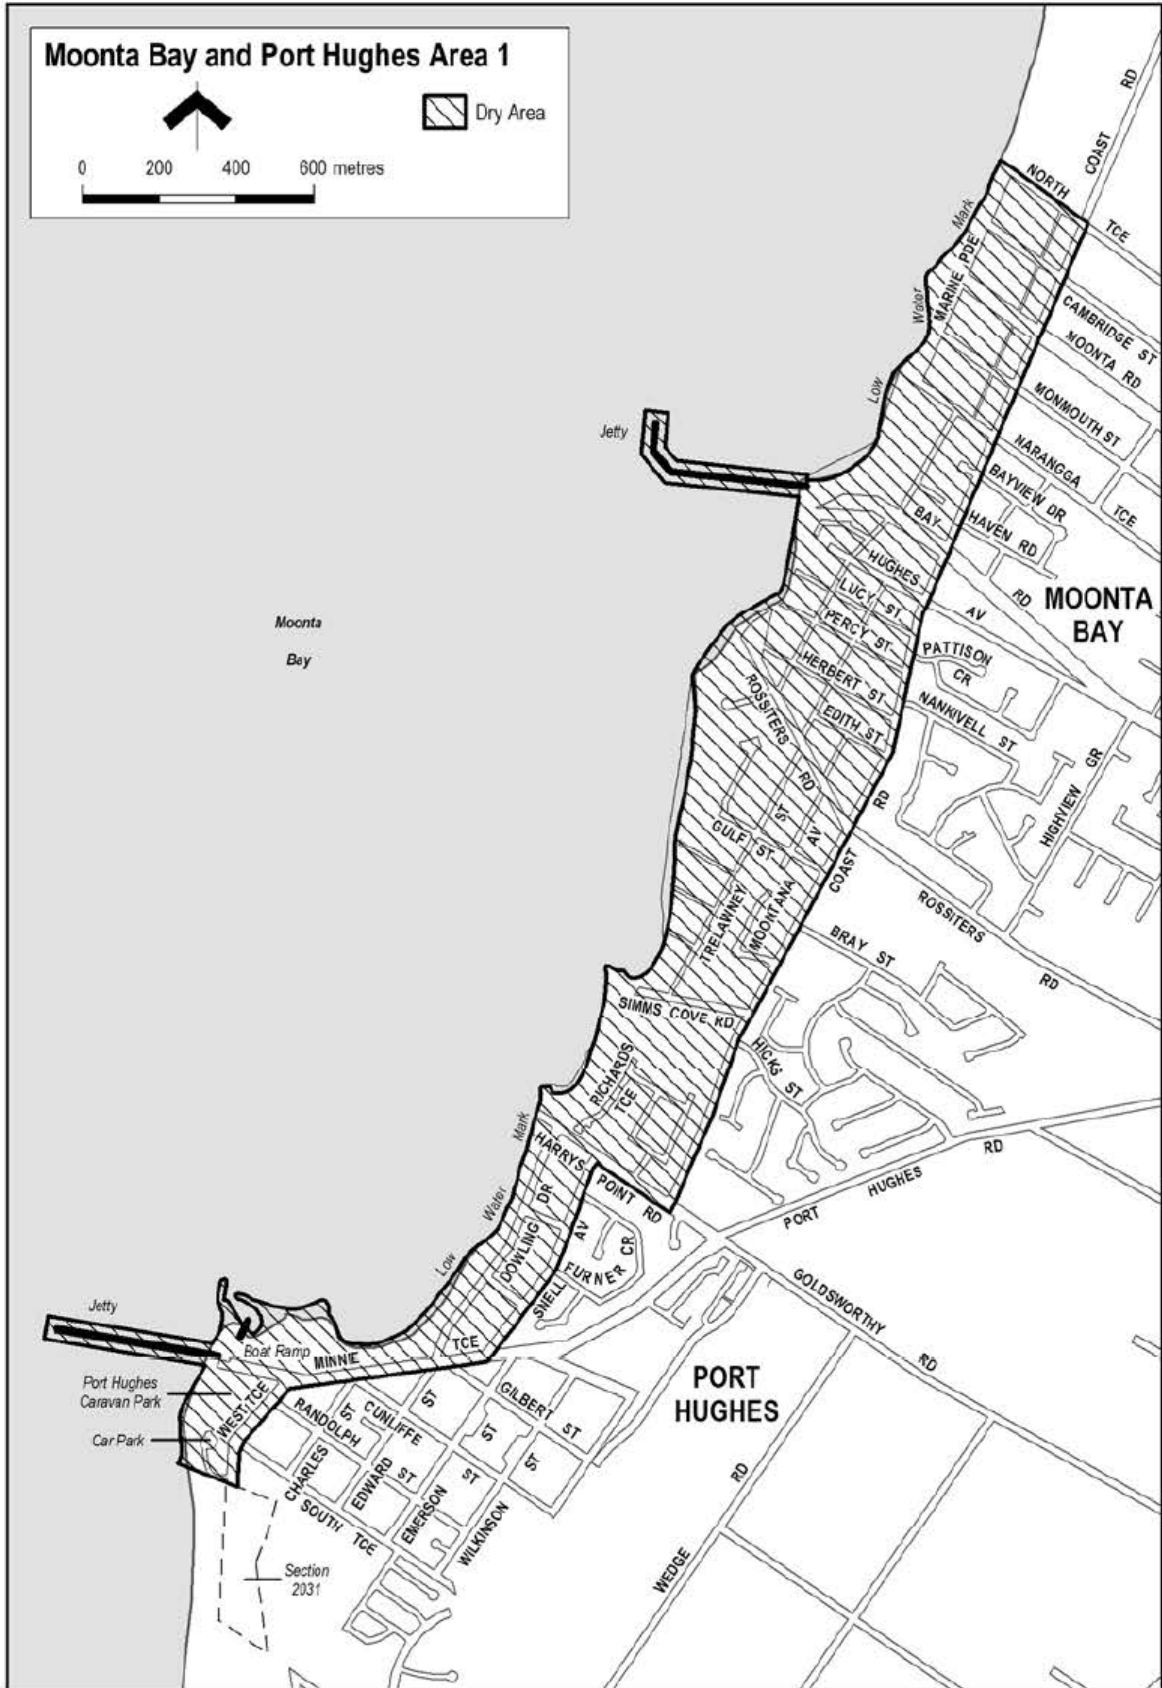 Moonta Bay and Port Hughes Area 1
Dry Area
0 200 400 600 metres
COAST RD
NORTH TCE
Mark
MARINE PDE
Water
Low
CAMBRIDGE ST
MOONTA RD
MONMOUTH ST
NARANGGA TCE
BAYVIEW DR
HAVEN RD
BAY RD
Jetty
HUGHES AV
LUCY ST
PERCY ST
HERBERT ST
EDITH ST
MOONTA
BAY
PATTISON
CR
NANKIVELL ST
HIGHVIEW GR
Moonta
Bay
ROSSITERS RD
GULF ST
TRELAWNEY ST
MOONTANA AV
COAST RD
ROSSITERS RD
BRAY ST
SIMMS COVE RD
HICKS ST
RICHARDS
TCE
Mark
Water
Low
HARRYS POINT RD
DOWLING DR
SNELL AV
FURNER CR
PORT HUGHES RD
GOLDSWORTHY RD
Jetty
Boat Ramp
MINNIE TCE
PORT
HUGHES
Port Hughes
Caravan Park
WEST TCE
Car Park
RANDOLPH ST
CUNLIFFE ST
GILBERT ST
CHARLES ST
EDWARD ST
EMERSON ST
WILKINSON ST
SOUTH TCE
WEDGE RD
Section
2031